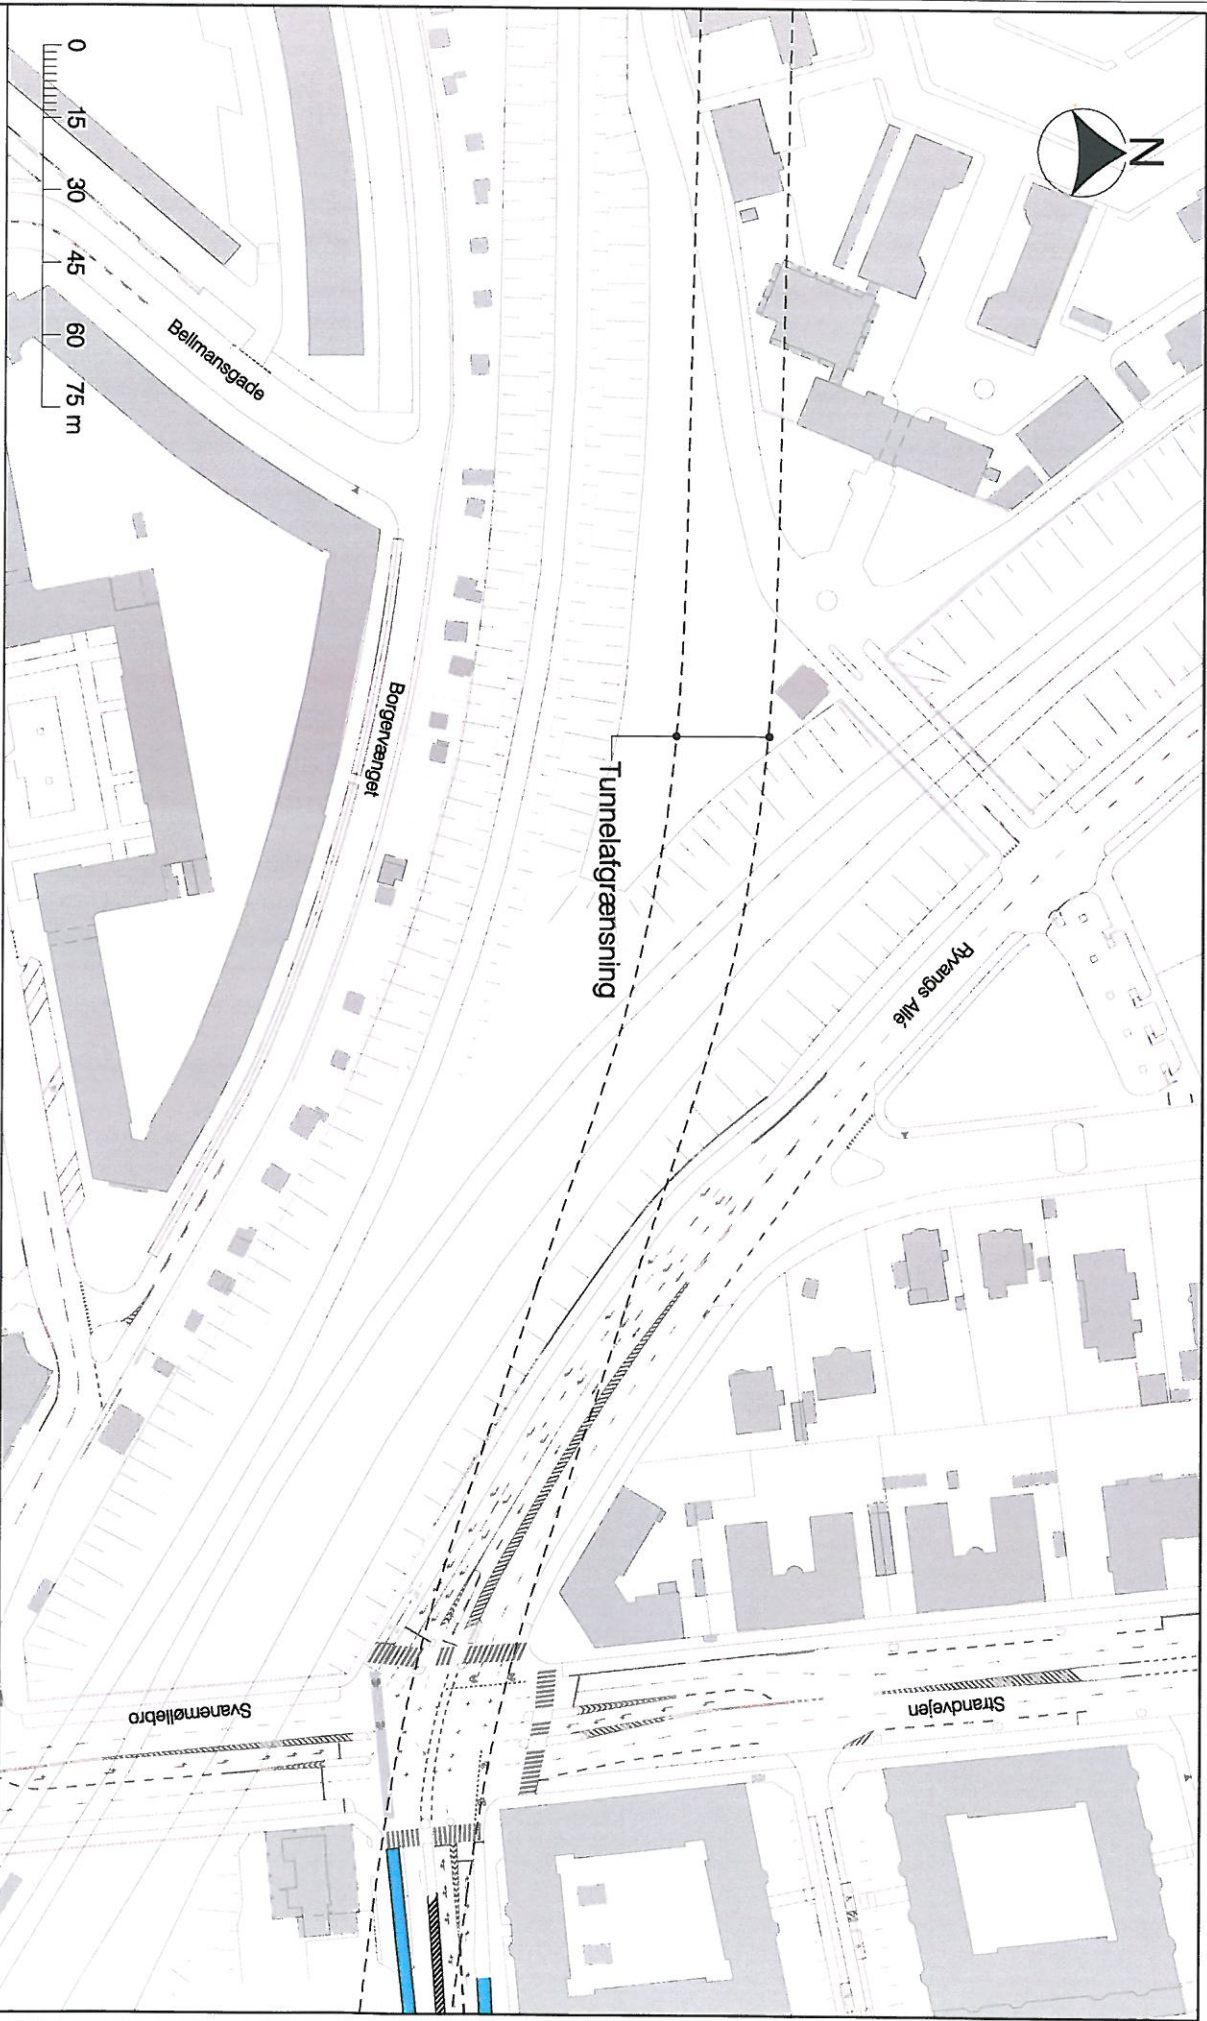 N
0 15 30 45 60 75 m
Bellmansgade
Borgervænget
Tunnelafgrænsning
Ryvangs Allé
Svanemøllebro
Strandvejen